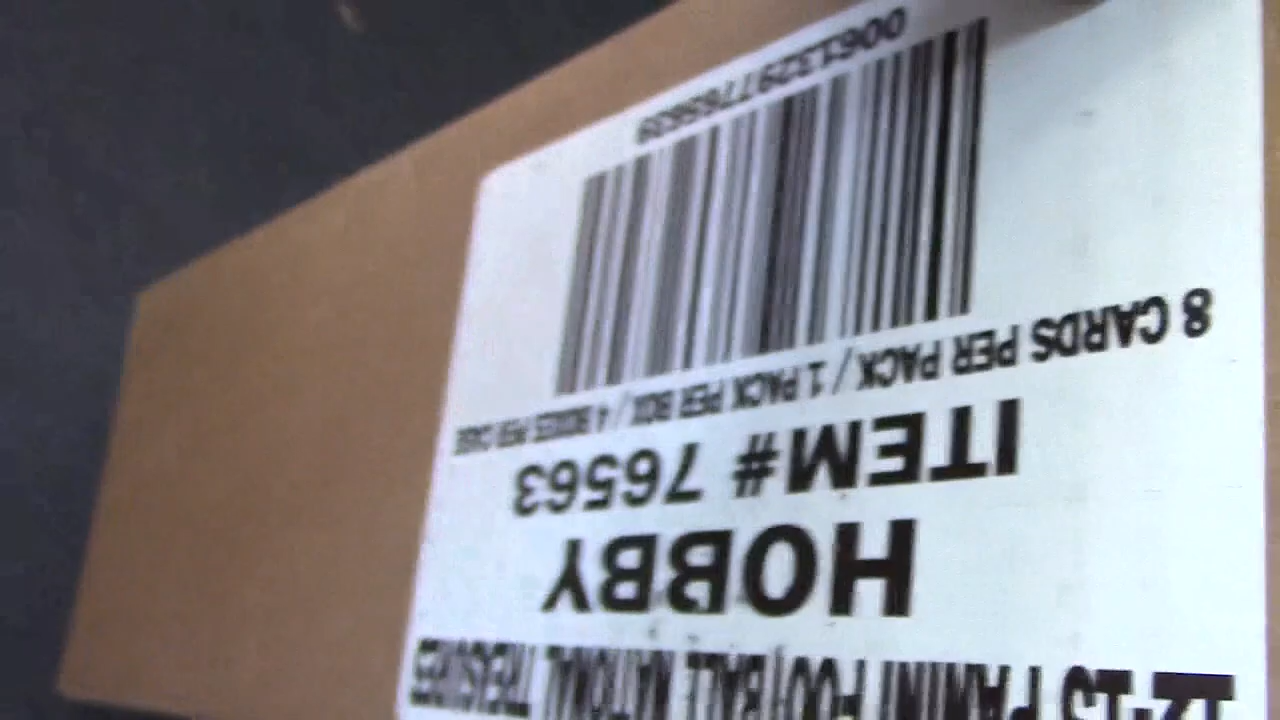 12-13 PANINI FOOTBALL NATIONAL TREASURES
HOBBY
ITEM# 76563
8 CARDS PER PACK / 1 PACK PER BOX / 4 BOXES PER CASE
00613297765639